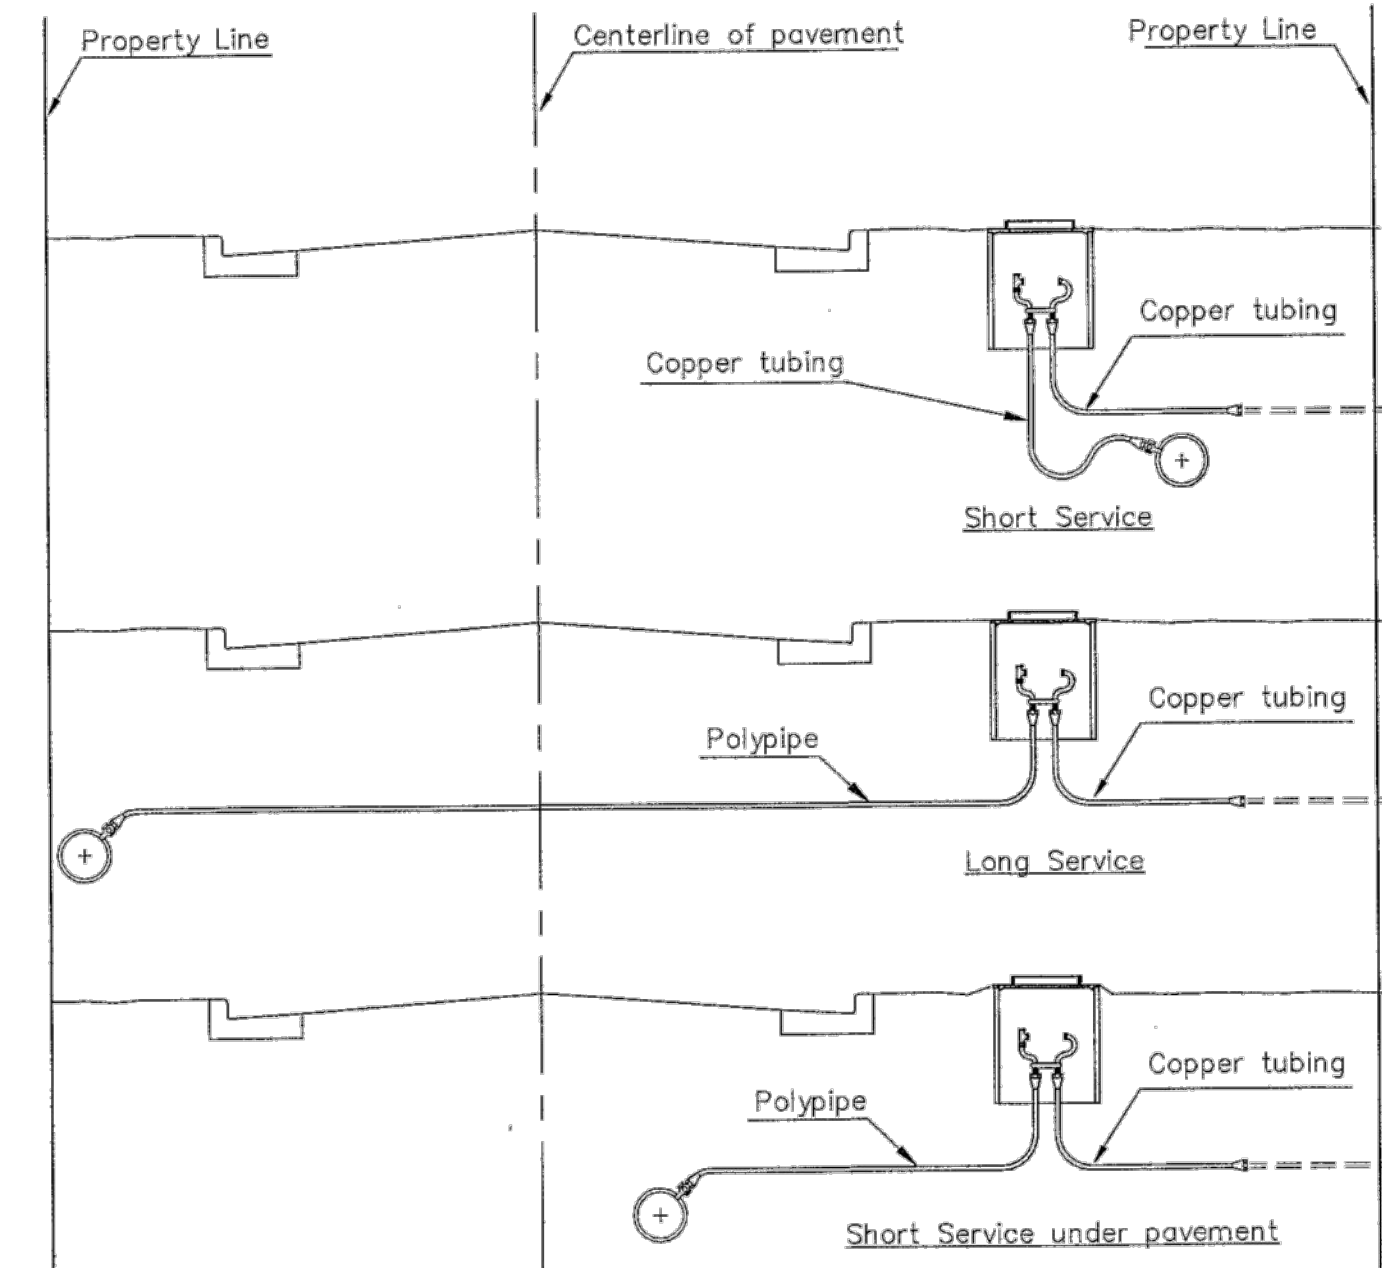 Property Line
Centerline of pavement
Property Line
Copper tubing
Copper tubing
Short Service
Copper tubing
Polypipe
Long Service
Copper tubing
Polypipe
Short Service under pavement